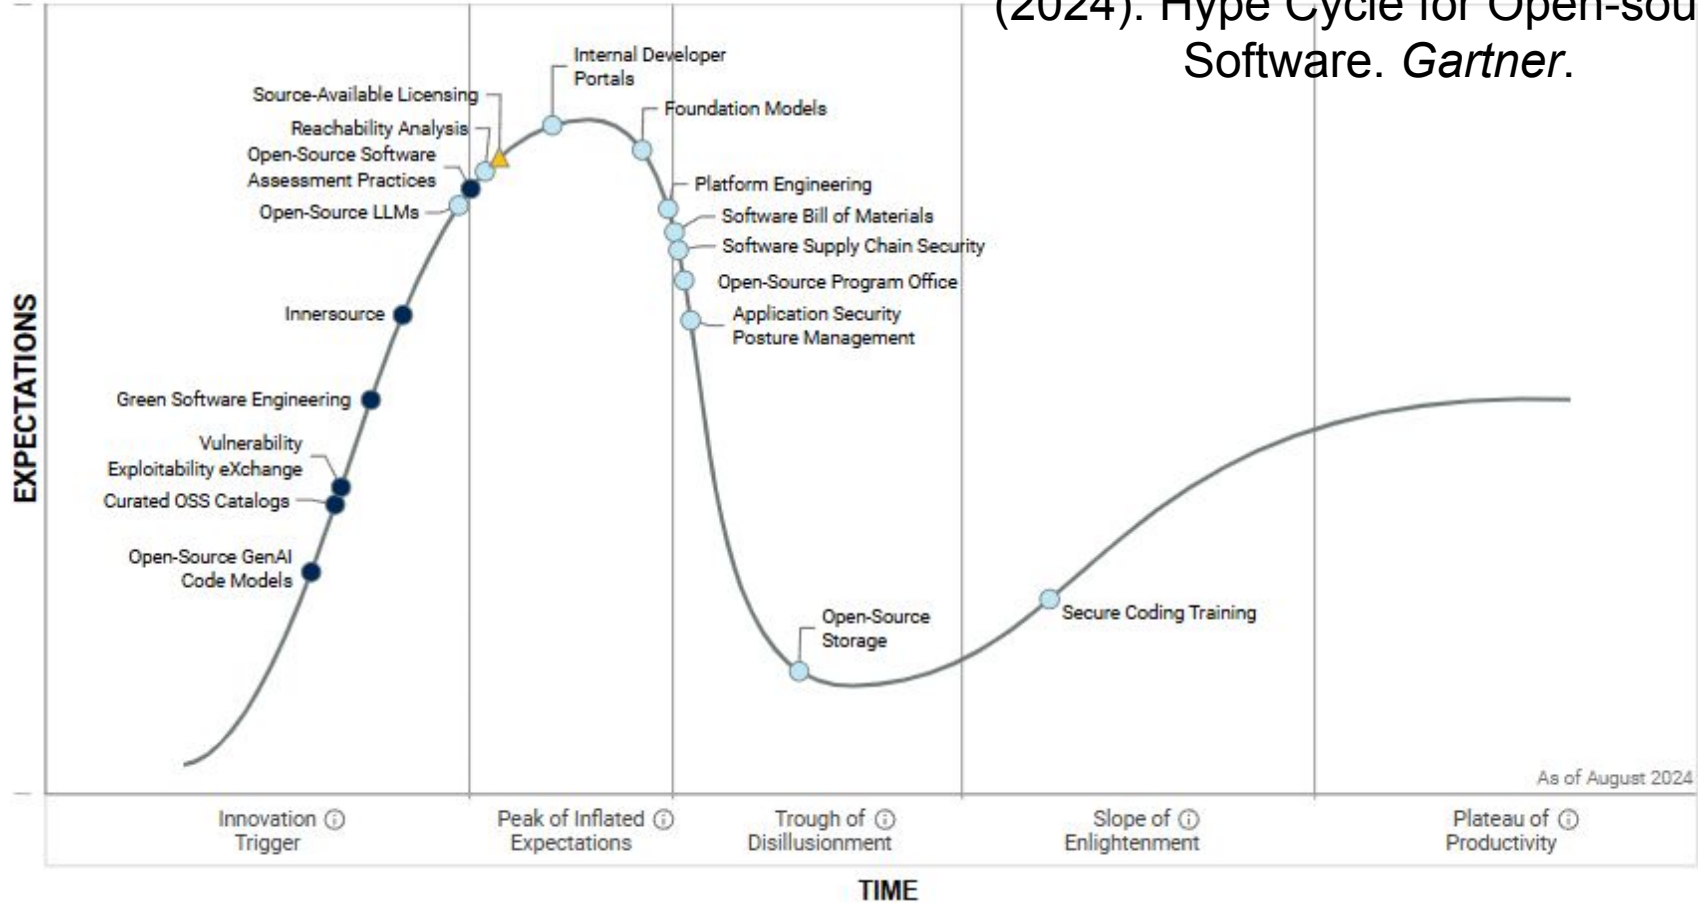 (2024). Hype Cycle for Open-sou
Software. Gartner.
Internal Developer
Portals
Source-Available Licensing
Foundation Models
Reachability Analysis
Open-Source Software
Assessment Practices
Open-Source LLMs
Platform Engineering
Software Bill of Materials
Software Supply Chain Security
Open-Source Program Office
Application Security
Posture Management
Innersource
Green Software Engineering
Vulnerability
Exploitability eXchange
Curated OSS Catalogs
Open-Source GenAI
Code Models
Open-Source
Storage
Secure Coding Training
EXPECTATIONS
As of August 2024
Innovation
Trigger
Peak of Inflated
Expectations
Trough of
Disillusionment
Slope of
Enlightenment
Plateau of
Productivity
TIME